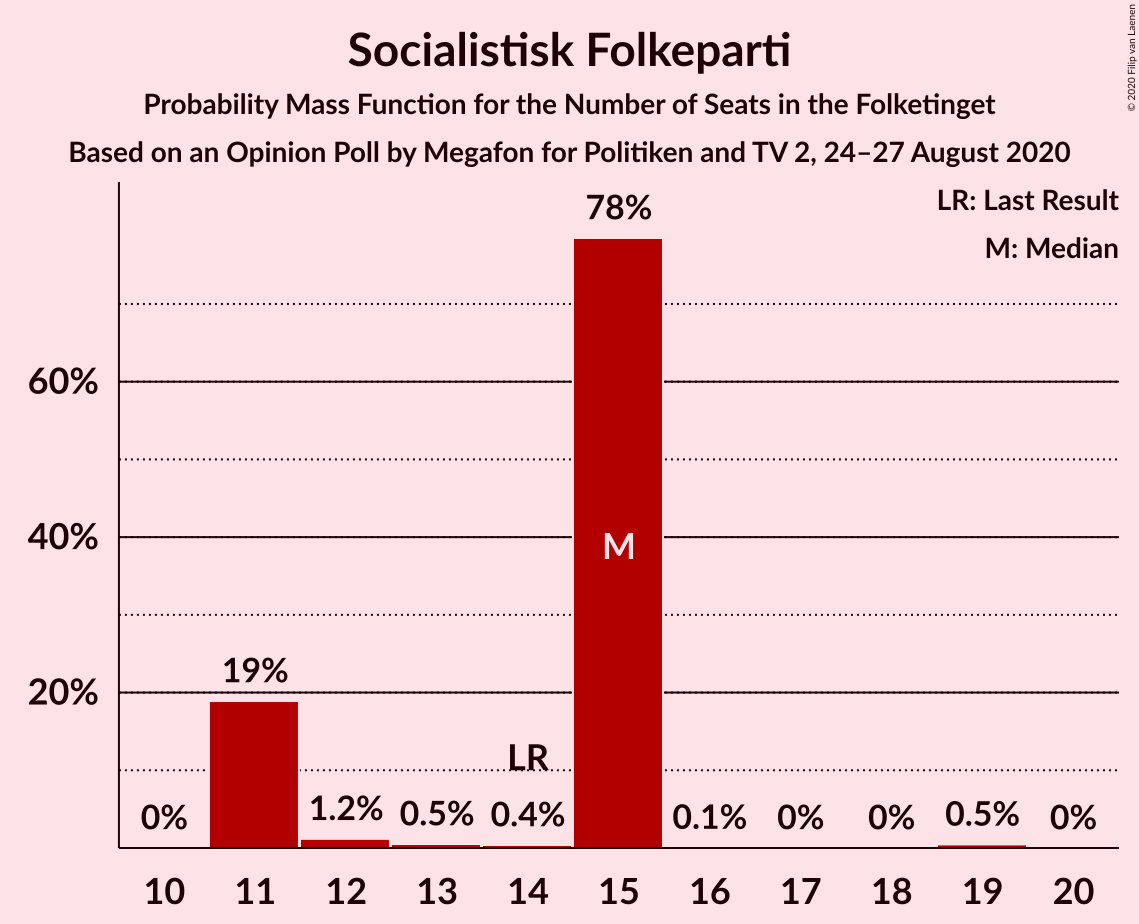 Socialistisk Folkeparti
Probability Mass Function for the Number of Seats in the Folketinget
Based on an Opinion Poll by Megafon for Politiken and TV 2, 24–27 August 2020
© 2020 Filip van Laenen
LR: Last Result
M: Median
78%
60%
40%
M
20%
19%
LR
0%
1.2%
0.5%
0.4%
0.1%
0%
0%
0.5%
0%
10 11 12 13 14 15 16 17 18 19 20